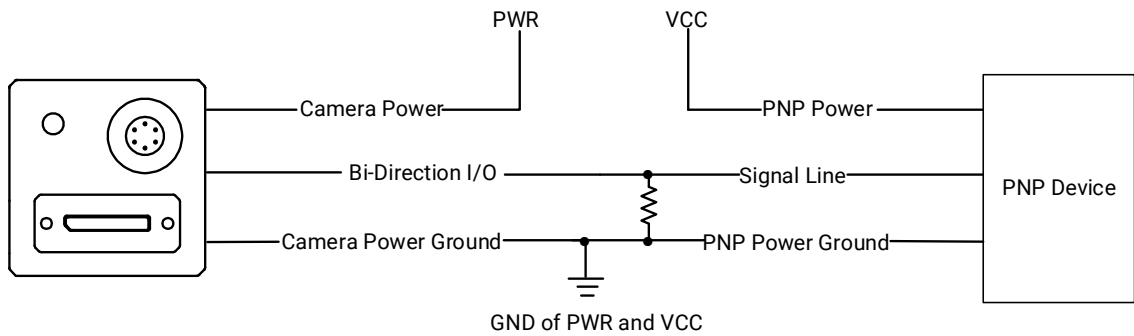 PWR
VCC
Camera Power
PNP Power
Bi-Direction I/O
Signal Line
PNP Device
Camera Power Ground
PNP Power Ground
GND of PWR and VCC